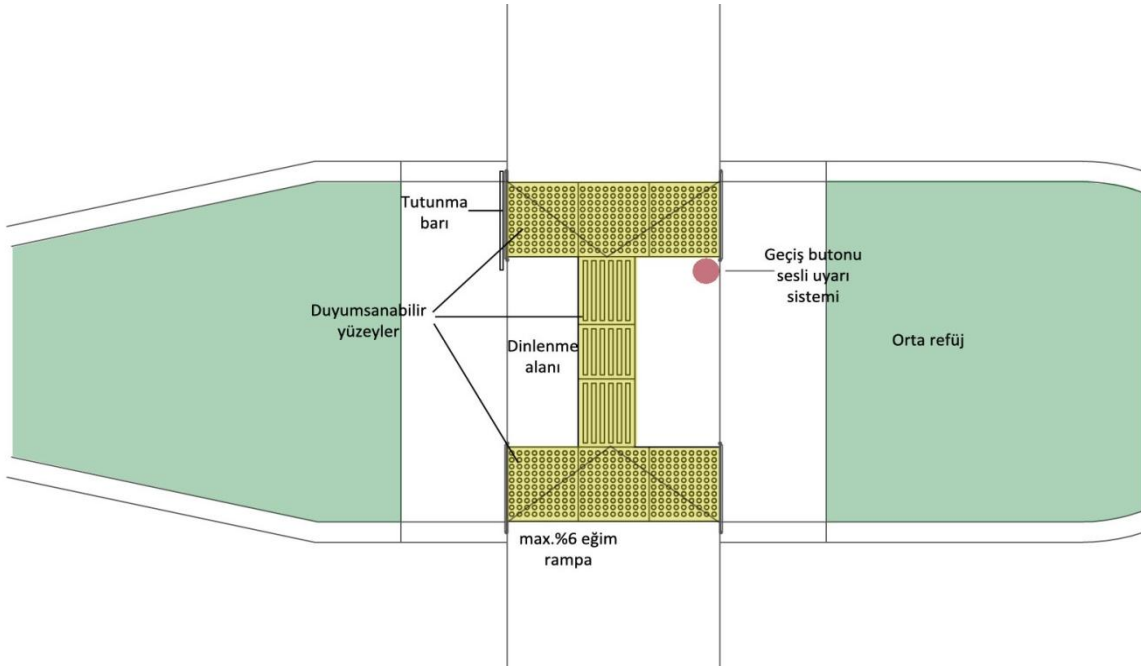 Tutunma
barı
Geçiş butonu
sesli uyarı
sistemi
Duyumsanabilir
yüzeyler
Dinlenme
alanı
Orta refüj
max.%6 eğim
rampa